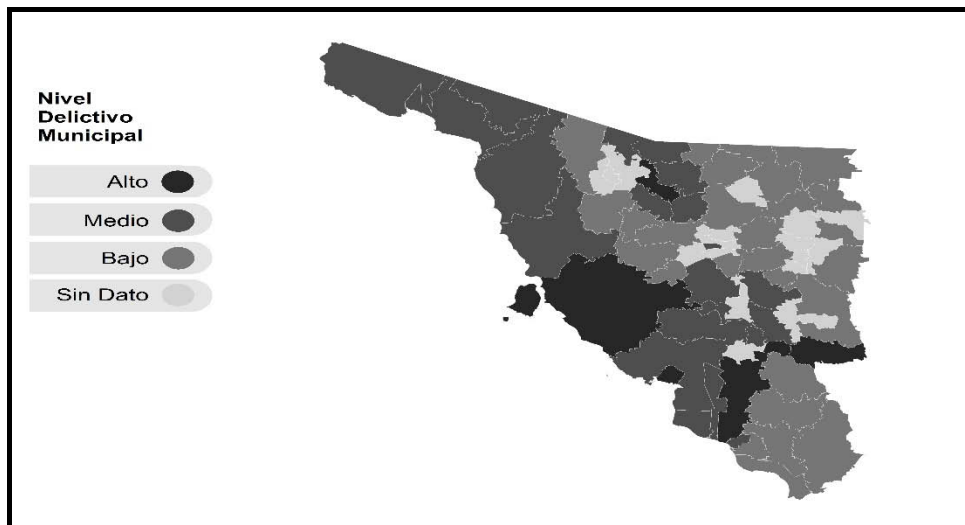 Nivel
Delictivo
Municipal
Alto
Medio
Bajo
Sin Dato